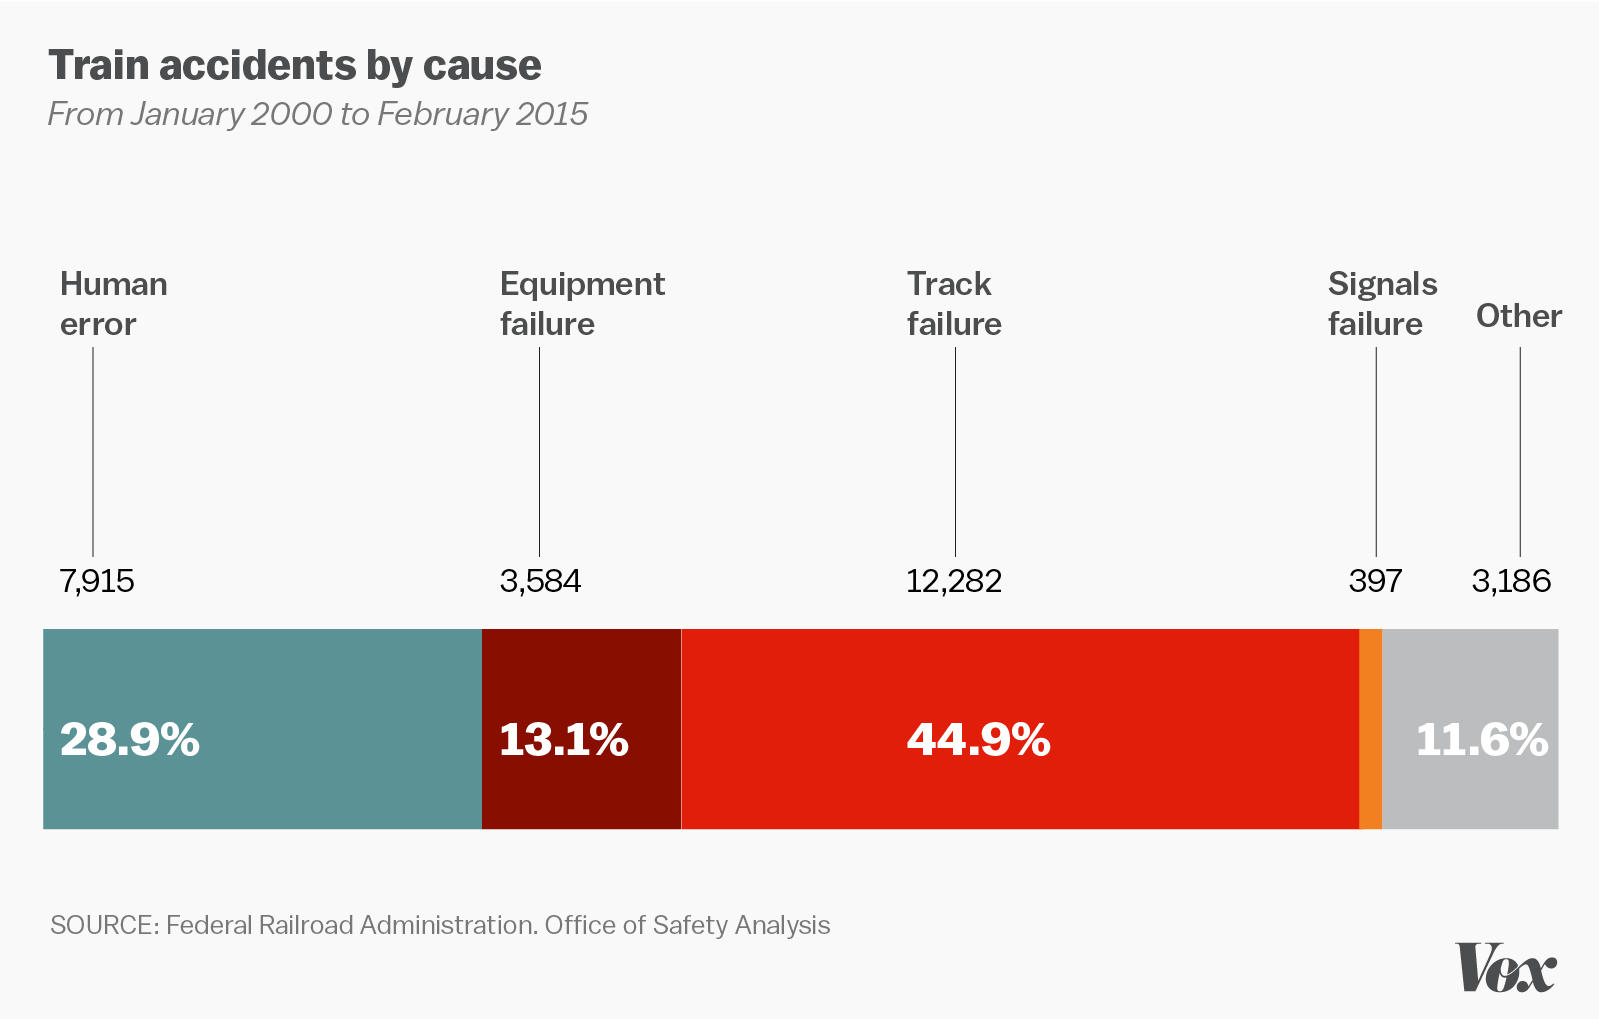 Train accidents by cause
From January 2000 to February 2015
Human
error
Equipment
failure
Track
failure
Signals
failure
Other
7,915
3,584
12,282
397
3,186
28.9%
13.1%
44.9%
11.6%
SOURCE: Federal Railroad Administration. Office of Safety Analysis
Vox